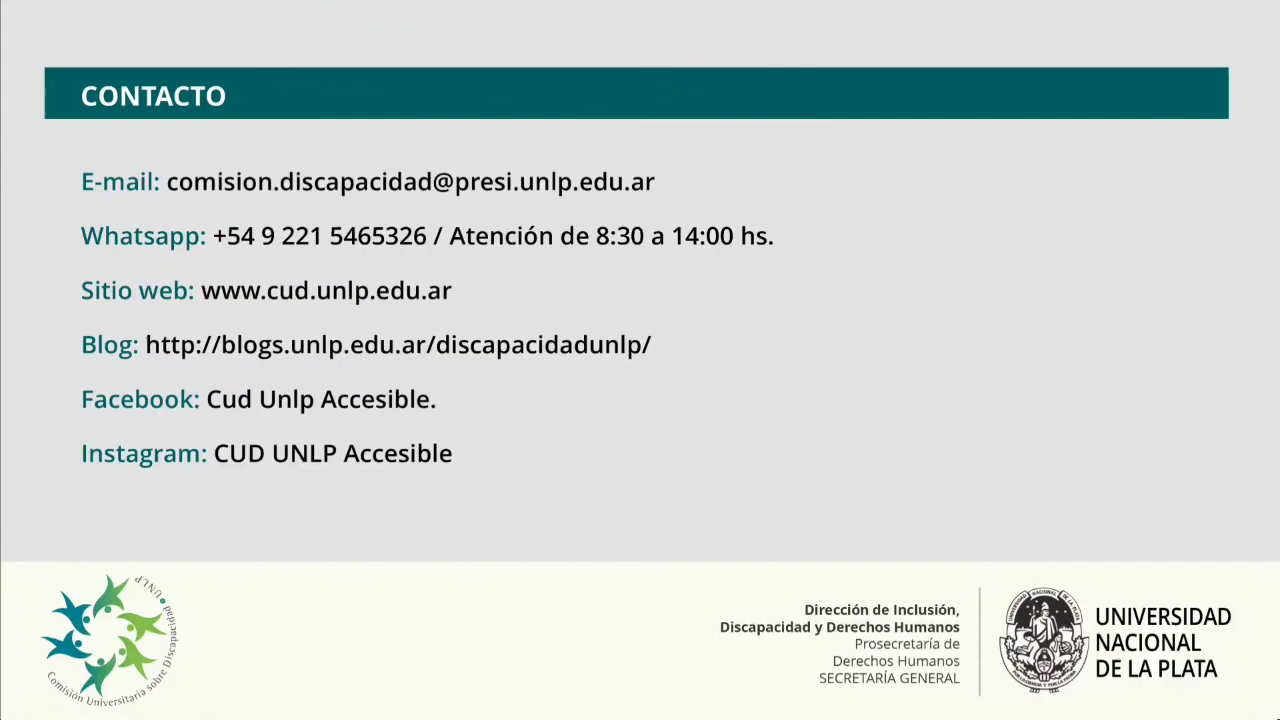 CONTACTO
E-mail: comision.discapacidad@presi.unlp.edu.ar
Whatsapp: +54 9 221 5465326 / Atención de 8:30 a 14:00 hs.
Sitio web: www.cud.unlp.edu.ar
Blog: http://blogs.unlp.edu.ar/discapacidadunlp/
Facebook: Cud Unlp Accesible.
Instagram: CUD UNLP Accesible
Comisión Universitaria sobre Discapacidad • UNLP
Dirección de Inclusión,
Discapacidad y Derechos Humanos
Prosecretaría de
Derechos Humanos
SECRETARÍA GENERAL
UNIVERSIDAD
NACIONAL
DE LA PLATA